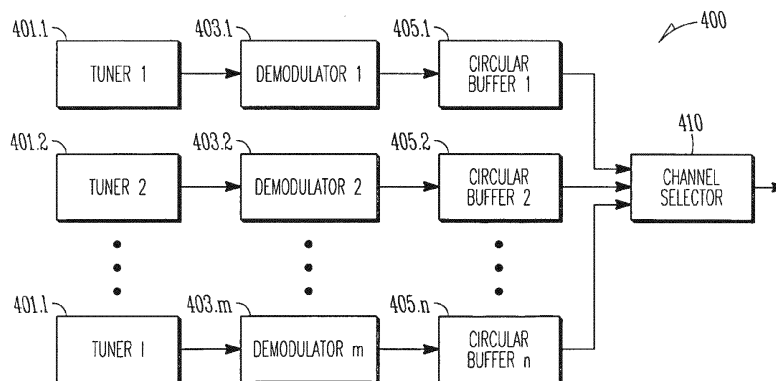 400
401.1
403.1
405.1
TUNER 1
DEMODULATOR 1
CIRCULAR
BUFFER 1
401.2
403.2
405.2
410
TUNER 2
DEMODULATOR 2
CIRCULAR
BUFFER 2
CHANNEL
SELECTOR
401.l
403.m
405.n
TUNER l
DEMODULATOR m
CIRCULAR
BUFFER n